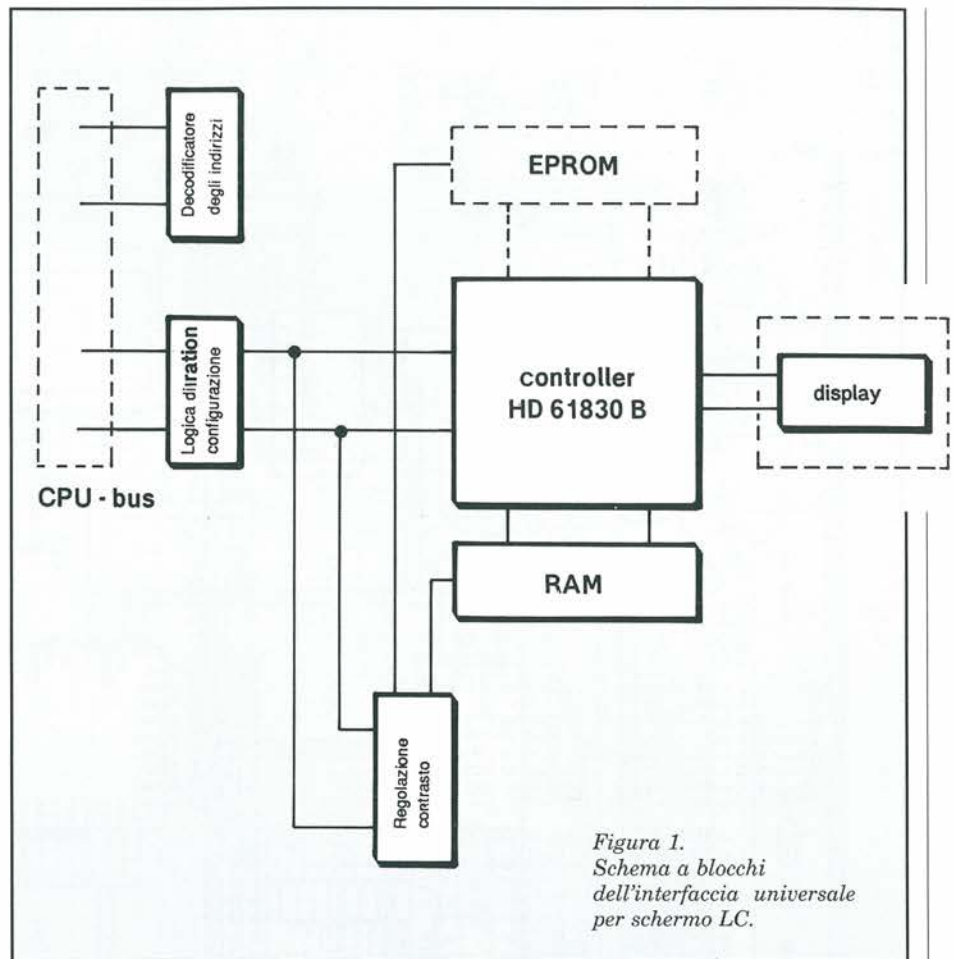 Decodificatore
degli indirizzi
EPROM
Logica diıration
configurazione
controller
HD 61830 B
display
CPU - bus
RAM
Regolazione
contrasto
Figura 1.
Schema a blocchi
dell'interfaccia universale
per schermo LC.